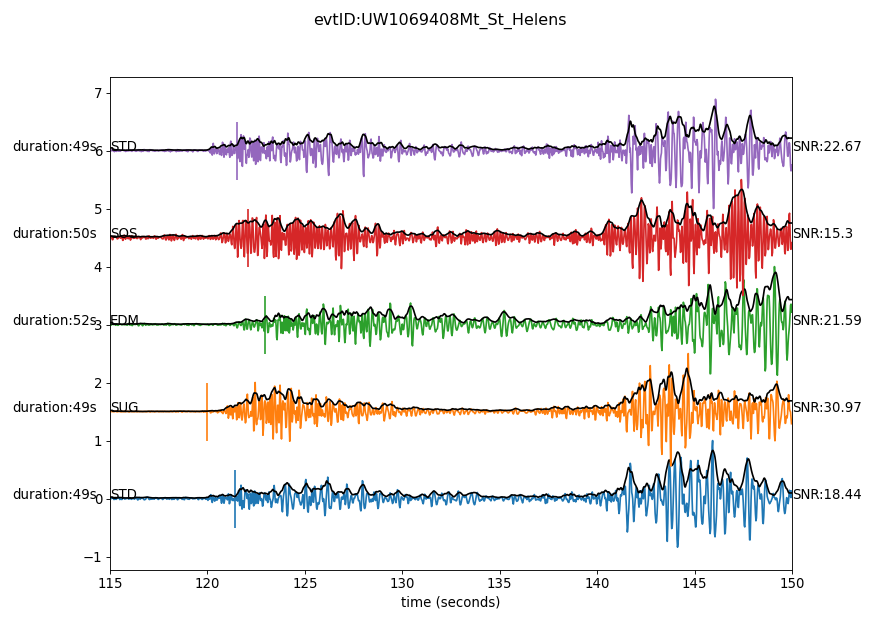 evtID:UW1069408Mt_St_Helens
7
duration:49s STD 6 SNR:22.67
5
duration:50s SOS SNR:15.3
4
duration:52s EDM 3 SNR:21.59
2
duration:49s SUG SNR:30.97
1
duration:49s STD 0 SNR:18.44
−1
115 120 125 130 135 140 145 150
time (seconds)